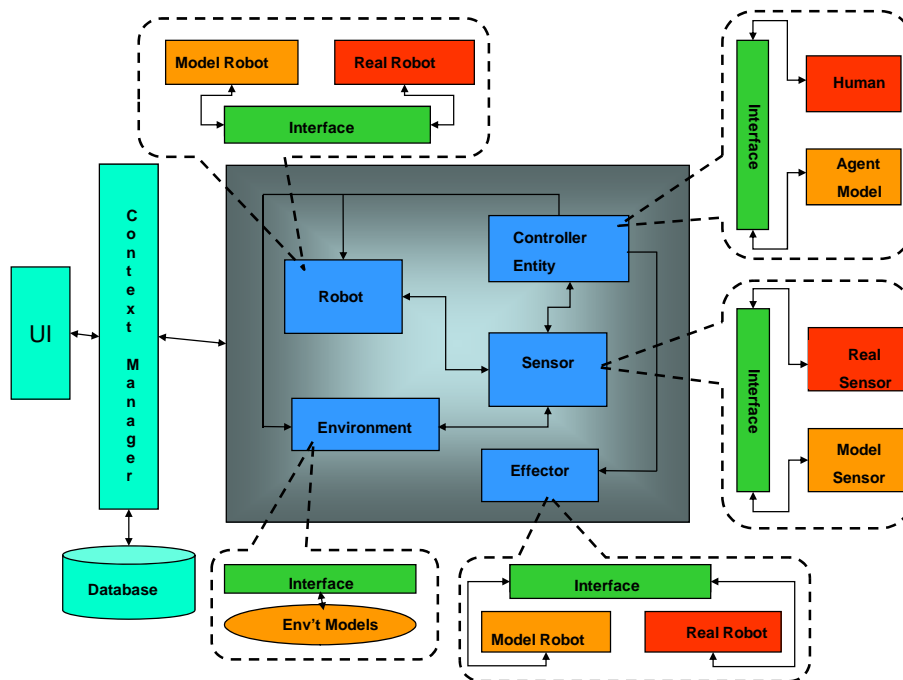 Model Robot
Real Robot
Interface
Interface
Human
Agent
Model
Context Manager
UI
Controller
Entity
Robot
Sensor
Environment
Effector
Interface
Real
Sensor
Model
Sensor
Database
Interface
Env't Models
Interface
Model Robot
Real Robot